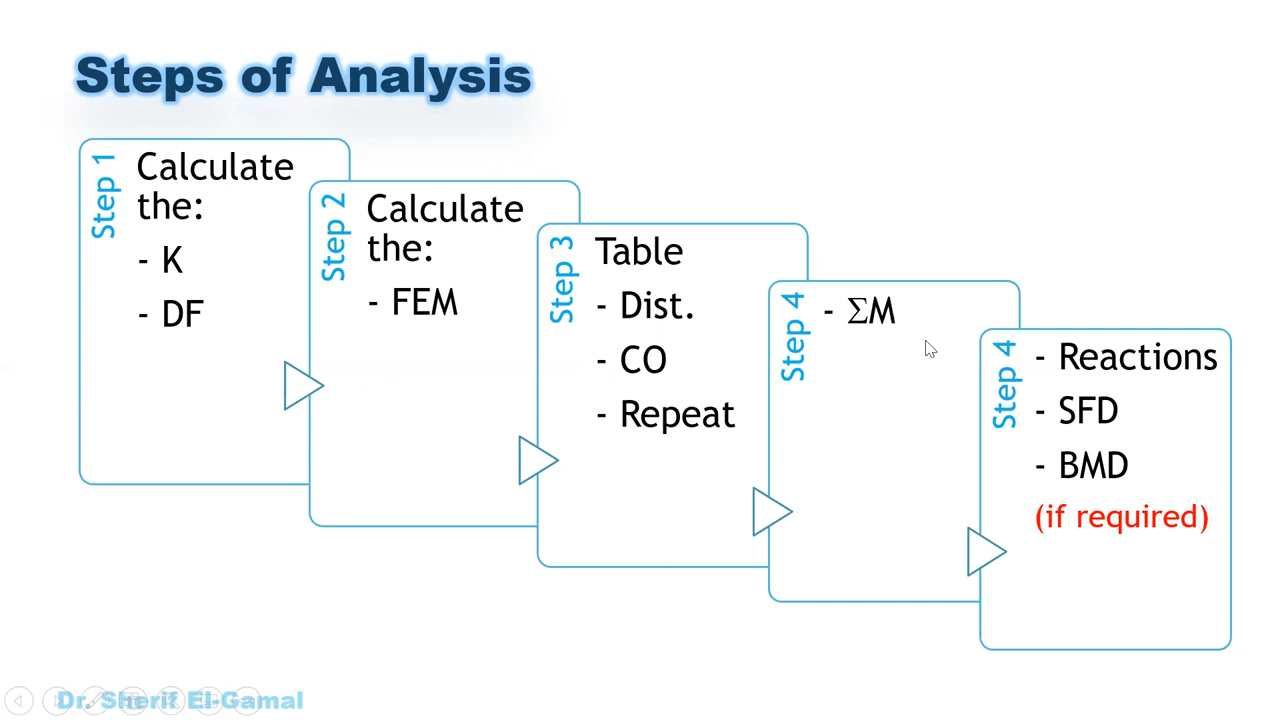 Steps of Analysis
Step 1
Calculate
the:
- K
- DF
Step 2
Calculate
the:
- FEM
Step 3
Table
- Dist.
- CO
- Repeat
Step 4
- ΣM
Step 4
- Reactions
- SFD
- BMD
(if required)
Dr. Sherif El-Gamal